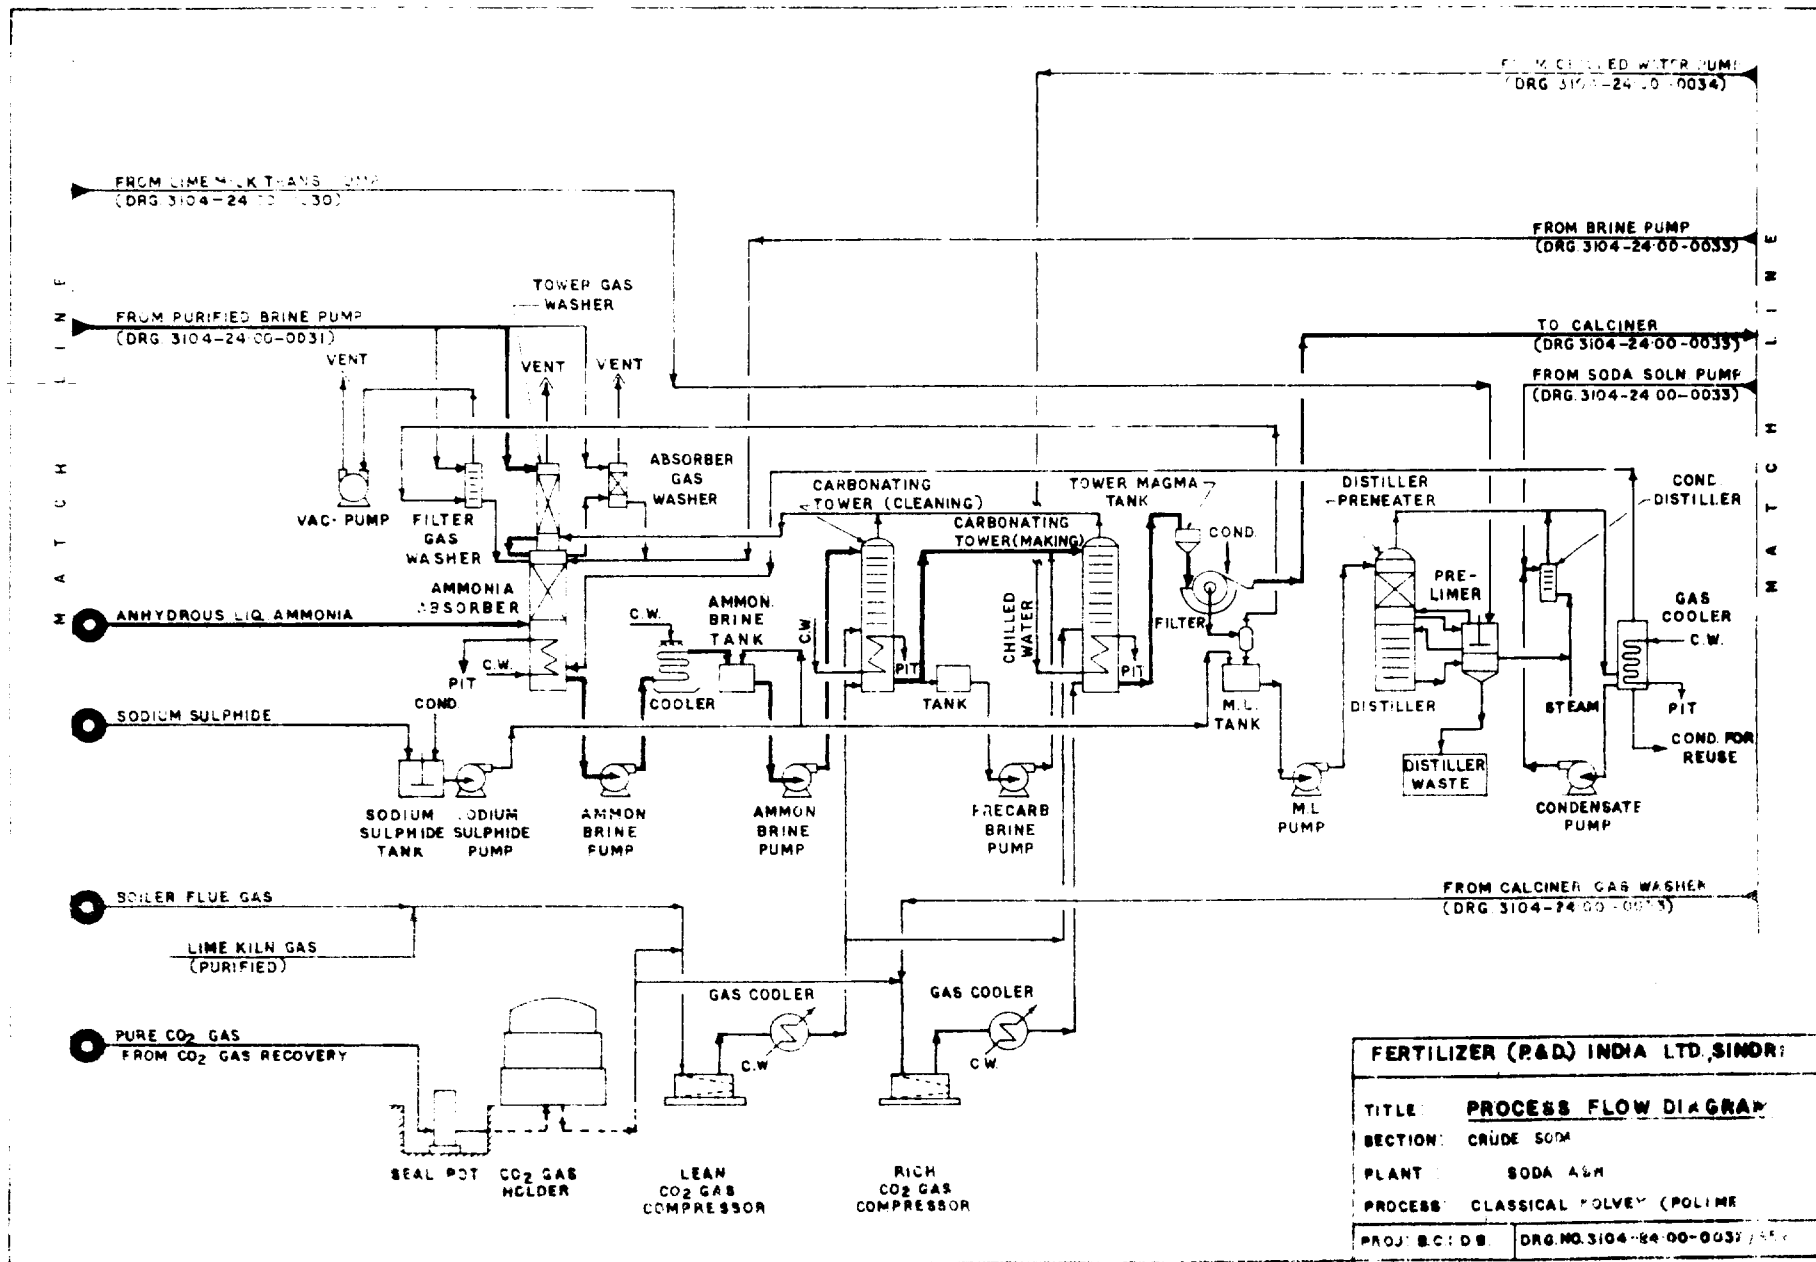 (DRG. 3104-24-00-0034)
FROM LIME MILK TRANS. PUMP
FROM BRINE PUMP
(DRG. 3104-24-00-0033)
TOWER GAS
WASHER
FROM PURIFIED BRINE PUMP
(DRG. 3104-24-00-0031)
TO CALCINER
(DRG. 3104-24-00-0033)
FROM SODA SOLN PUMP
(DRG. 3104-24-00-0033)
MATCH LINE
MATCH LINE
VENT
VENT
VENT
VAC- PUMP
FILTER
GAS
WASHER
ABSORBER
GAS
WASHER
CARBONATING
TOWER (CLEANING)
CARBONATING
TOWER (MAKING)
TOWER MAGMA
TANK
COND.
FILTER
DISTILLER
PREHEATER
COND.
DISTILLER
PRE-
LIMER
GAS
COOLER
C.W.
AMMONIA
ABSORBER
ANHYDROUS LIQ. AMMONIA
C.W.
PIT
C.W.
COOLER
AMMON.
BRINE
TANK
C.W.
PIT
TANK
CHILLED
WATER
PIT
M.L.
TANK
DISTILLER
STEAM
PIT
COND. FOR
REUSE
SODIUM SULPHIDE
COND.
DISTILLER
WASTE
SODIUM
SULPHIDE
TANK
SODIUM
SULPHIDE
PUMP
AMMON
BRINE
PUMP
AMMON
BRINE
PUMP
PRECARB
BRINE
PUMP
M.L
PUMP
CONDENSATE
PUMP
BOILER FLUE GAS
LIME KILN GAS
(PURIFIED)
FROM CALCINER GAS WASHER
PURE CO2 GAS
FROM CO2 GAS RECOVERY
GAS COOLER
C.W
GAS COOLER
C.W.
SEAL POT
CO2 GAS
HOLDER
LEAN
CO2 GAS
COMPRESSOR
RICH
CO2 GAS
COMPRESSOR
FERTILIZER (P.&D.) INDIA LTD., SINDRI
TITLE: PROCESS FLOW DIAGRAM
SECTION: CRUDE SODA
PLANT : SODA ASH
PROCESS: CLASSICAL SOLVEY
PROJ: B.C.I.D.B.
DRG. NO. 3104-24-00-0032